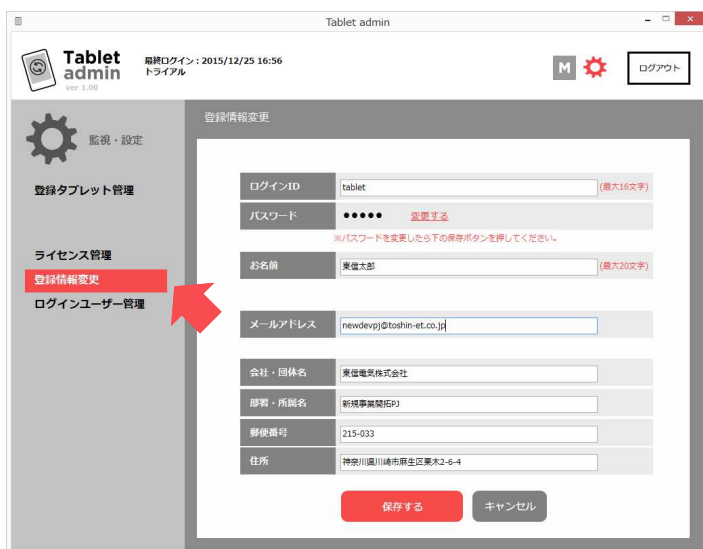 Tablet admin
Tablet
admin
ver 1.00
最終ログイン：2015/12/25 16:56
トライアル
M
ログアウト
監視・設定
登録タブレット管理
ライセンス管理
登録情報変更
ログインユーザー管理
登録情報変更
ログインID
tablet
(最大16文字)
パスワード
●●●●●
変更する
※パスワードを変更したら下の保存ボタンを押してください。
お名前
東信太郎
(最大20文字)
メールアドレス
newdevpj@toshin-et.co.jp
会社・団体名
東信電気株式会社
部署・所属名
新規事業開拓PJ
郵便番号
215-033
住所
神奈川県川崎市麻生区栗木2-6-4
保存する
キャンセル